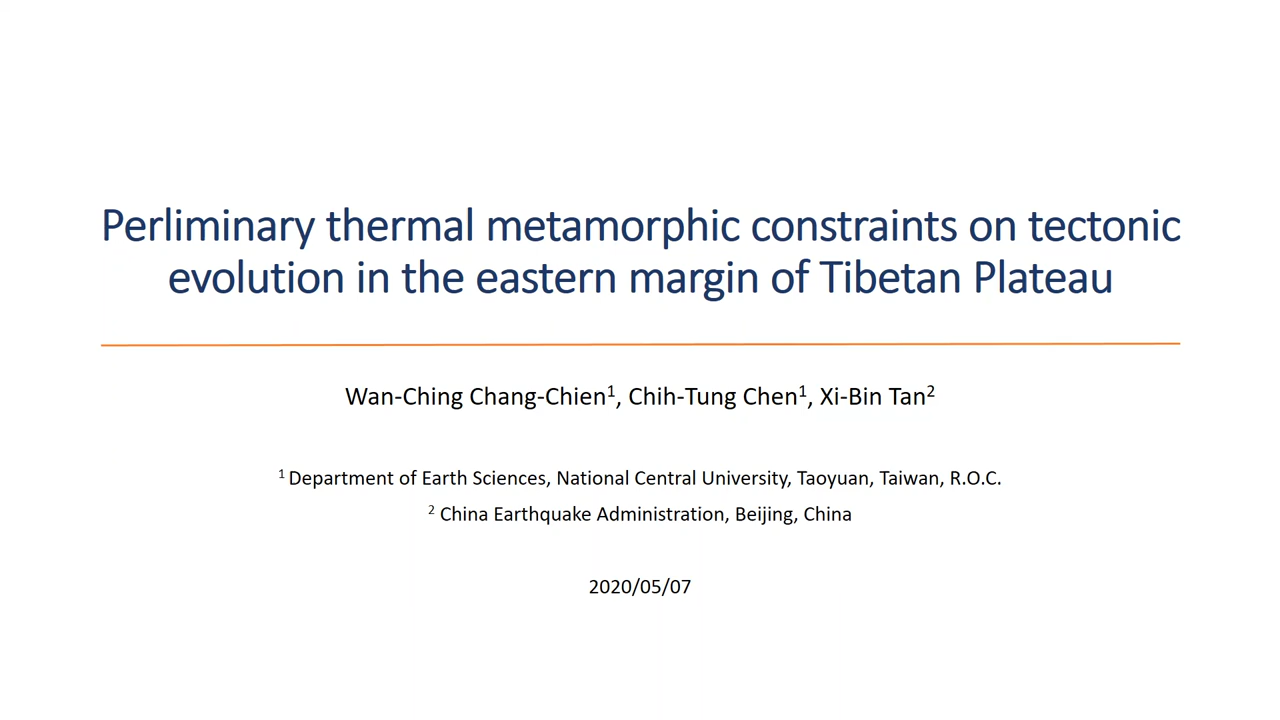 Perliminary thermal metamorphic constraints on tectonic
evolution in the eastern margin of Tibetan Plateau
Wan-Ching Chang-Chien¹, Chih-Tung Chen¹, Xi-Bin Tan²
¹ Department of Earth Sciences, National Central University, Taoyuan, Taiwan, R.O.C.
² China Earthquake Administration, Beijing, China
2020/05/07